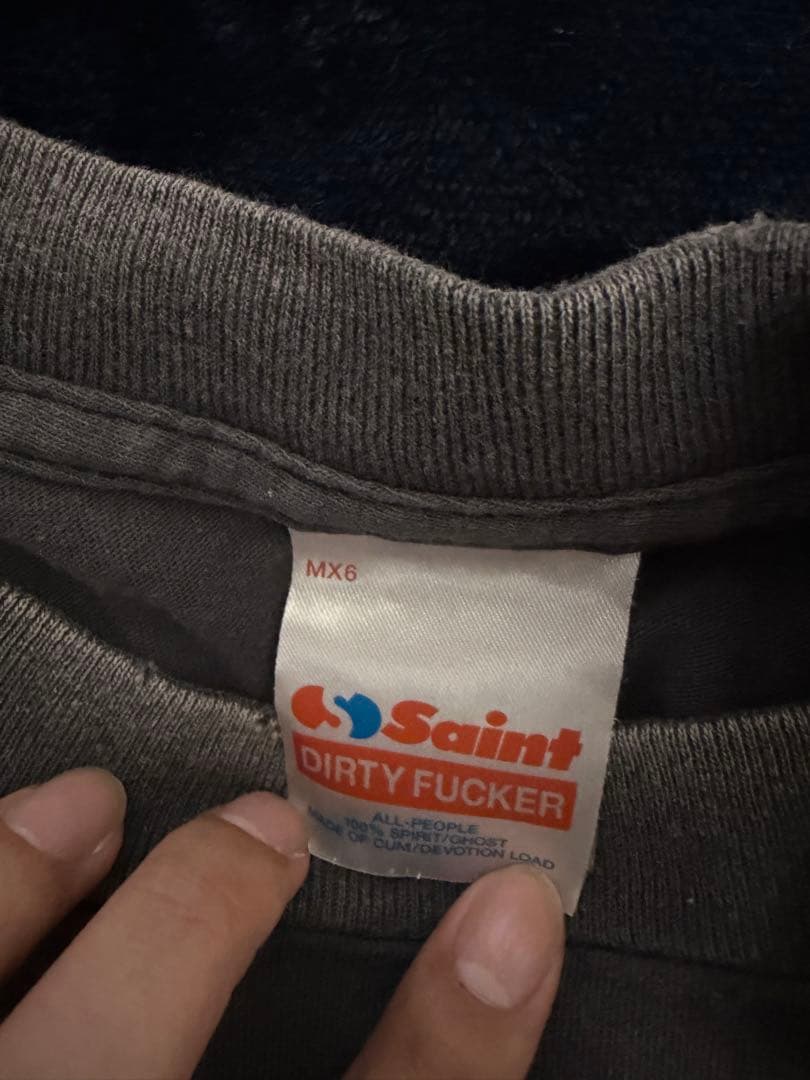 MX6
Saint
DIRTY FUCKER
ALL-PEOPLE
100% SPIRIT/GHOST
MADE OF CUM/DEVOTION LOAD